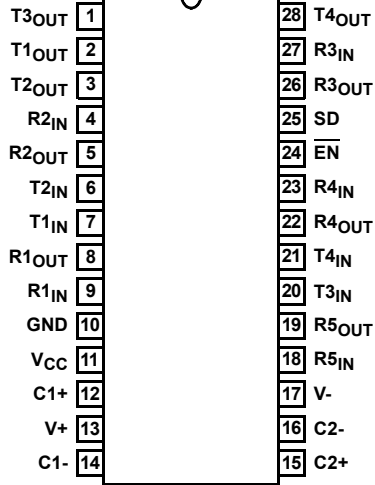 T3OUT 1 28 T4OUT
T1OUT 2 27 R3IN
T2OUT 3 26 R3OUT
R2IN 4 25 SD
R2OUT 5 24 EN
T2IN 6 23 R4IN
T1IN 7 22 R4OUT
R1OUT 8 21 T4IN
R1IN 9 20 T3IN
GND 10 19 R5OUT
VCC 11 18 R5IN
C1+ 12 17 V-
V+ 13 16 C2-
C1- 14 15 C2+